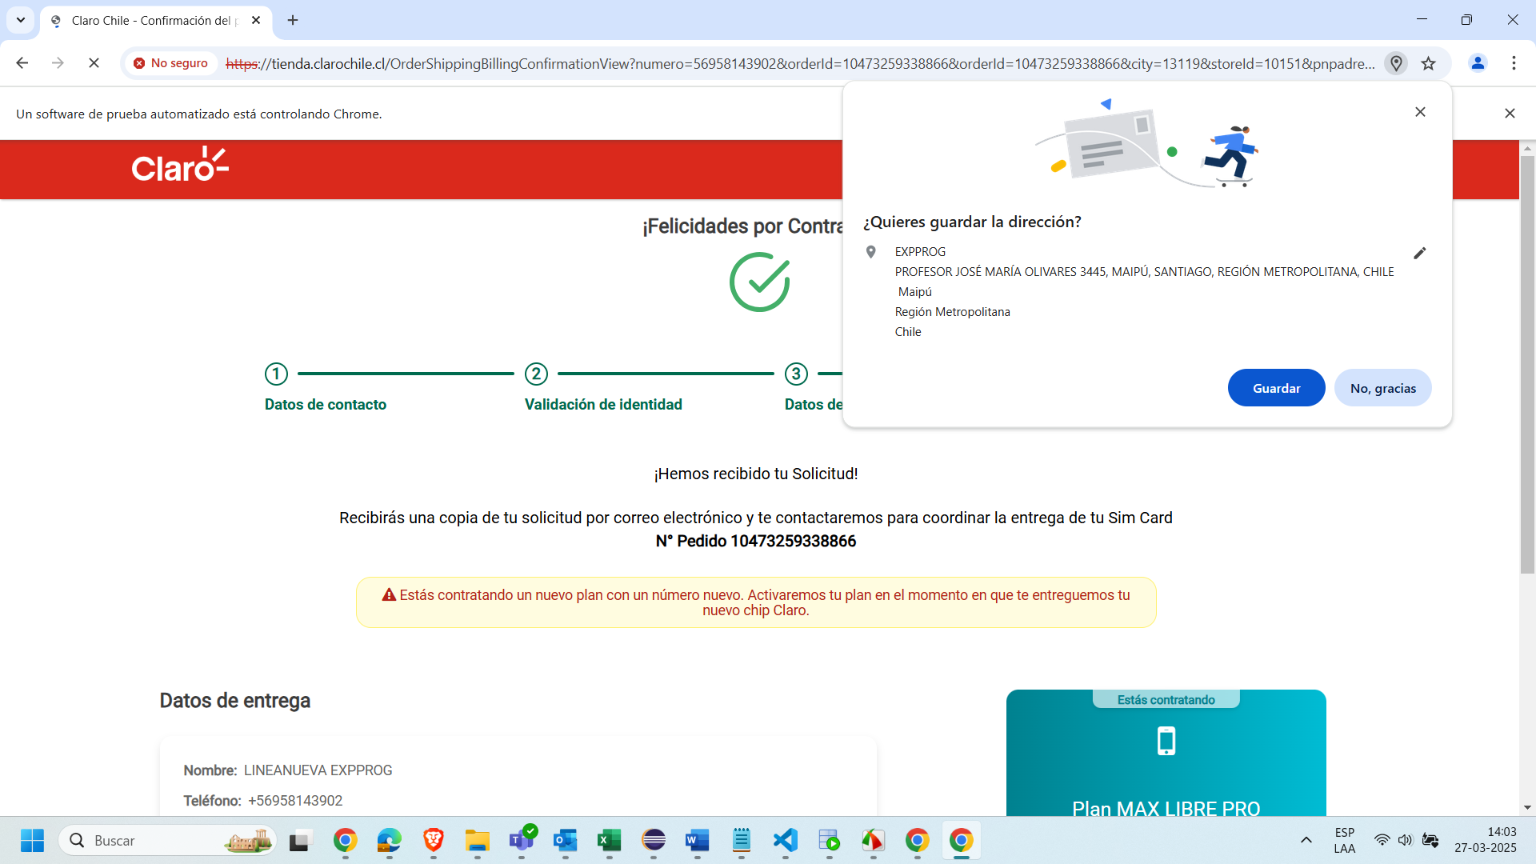 Claro Chile - Confirmación del p
No seguro
https://tienda.clarochile.cl/OrderShippingBillingConfirmationView?numero=56958143902&orderId=10473259338866&orderId=10473259338866&city=13119&storeId=10151&pnpadre...
Un software de prueba automatizado está controlando Chrome.
Claro
¡Felicidades por Contra
¿Quieres guardar la dirección?
EXPPROG
PROFESOR JOSÉ MARÍA OLIVARES 3445, MAIPÚ, SANTIAGO, REGIÓN METROPOLITANA, CHILE
Maipú
Región Metropolitana
Chile
Guardar
No, gracias
1
2
3
Datos de contacto
Validación de identidad
Datos de
¡Hemos recibido tu Solicitud!
Recibirás una copia de tu solicitud por correo electrónico y te contactaremos para coordinar la entrega de tu Sim Card
N° Pedido 10473259338866
Estás contratando un nuevo plan con un número nuevo. Activaremos tu plan en el momento en que te entreguemos tu
nuevo chip Claro.
Datos de entrega
Nombre: LINEANUEVA EXPPROG
Teléfono: +56958143902
Estás contratando
Plan MAX LIBRE PRO
Buscar
ESP
LAA
14:03
27-03-2025